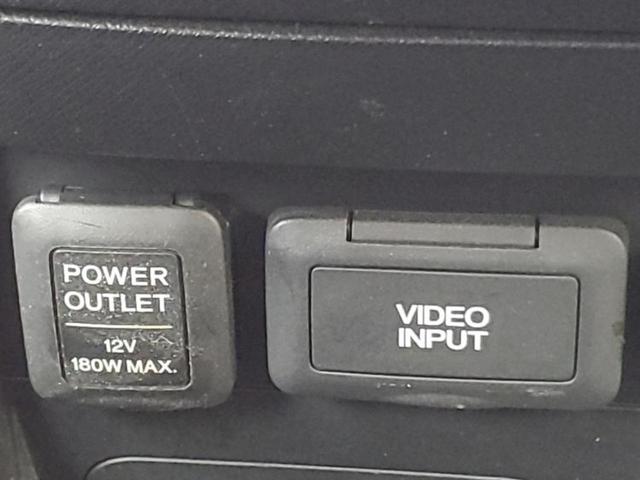 POWER
OUTLET
12V
180W MAX.
VIDEO
INPUT